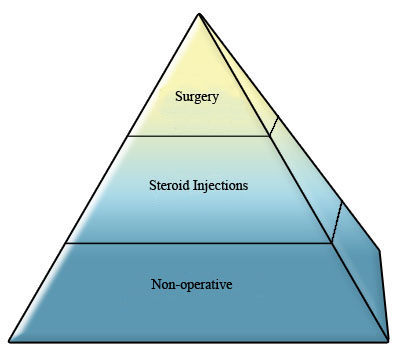 Surgery
Steroid Injections
Non-operative